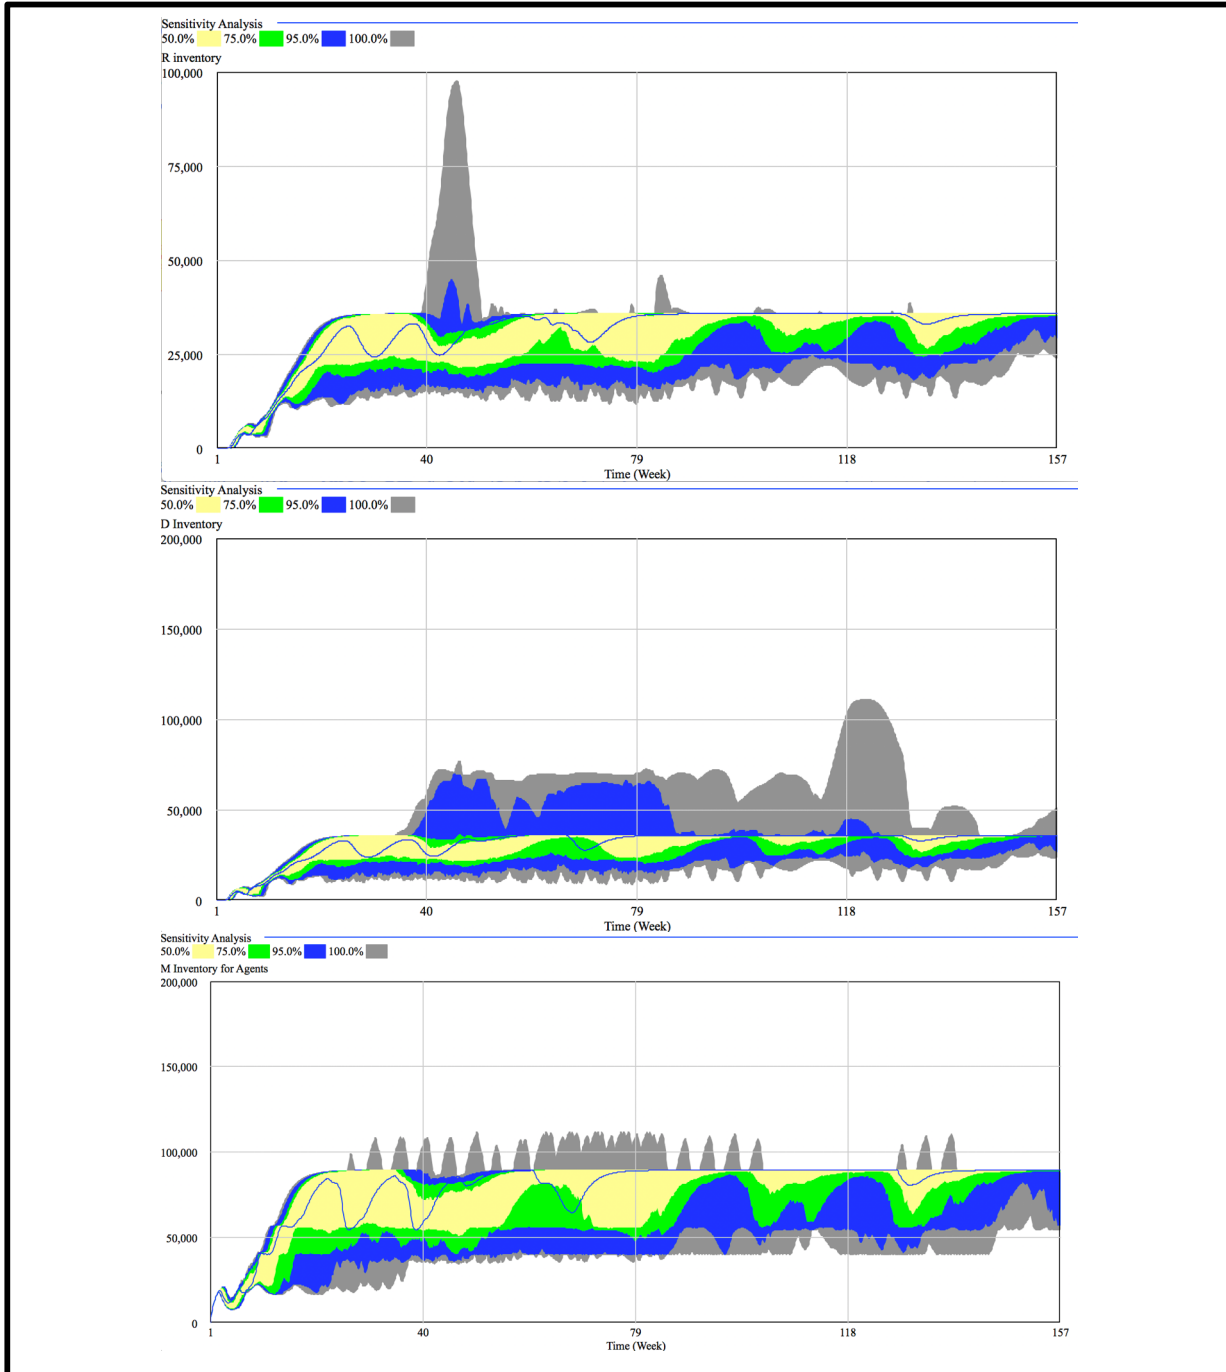 Sensitivity Analysis
50.0% 75.0% 95.0% 100.0%
R inventory
100,000
75,000
50,000
25,000
0
1 40 79 118 157
Time (Week)
Sensitivity Analysis
50.0% 75.0% 95.0% 100.0%
D Inventory
200,000
150,000
100,000
50,000
0
1 40 79 118 157
Time (Week)
Sensitivity Analysis
50.0% 75.0% 95.0% 100.0%
M Inventory for Agents
200,000
150,000
100,000
50,000
0
1 40 79 118 157
Time (Week)